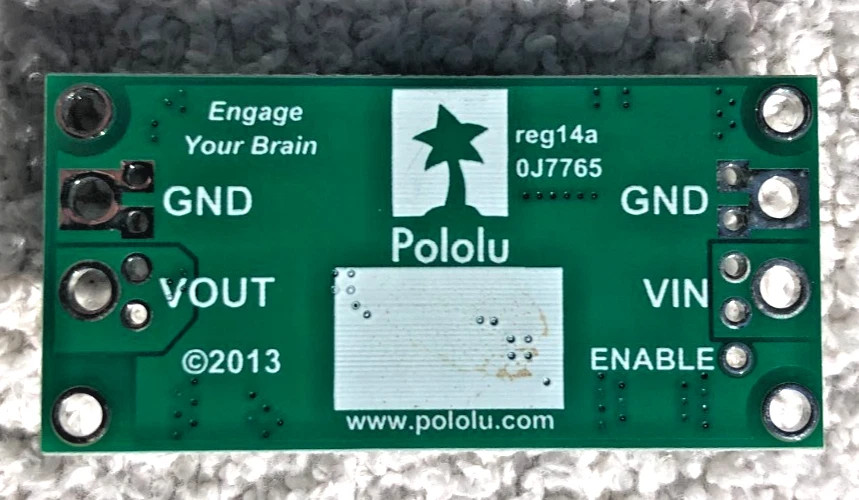 Engage
Your Brain
reg14a
0J7765
GND
GND
Pololu
VOUT
VIN
©2013
ENABLE
www.pololu.com